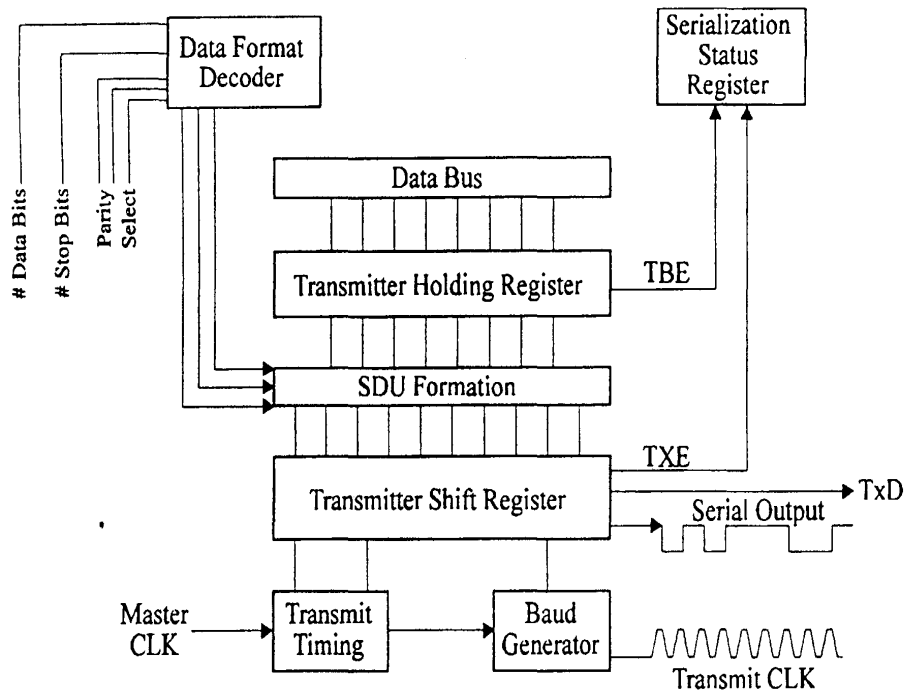 Data Format
Decoder
Serialization
Status
Register
# Data Bits
# Stop Bits
Parity
Select
Data Bus
Transmitter Holding Register
TBE
SDU Formation
TXE
Transmitter Shift Register
TxD
Serial Output
Master
CLK
Transmit
Timing
Baud
Generator
Transmit CLK